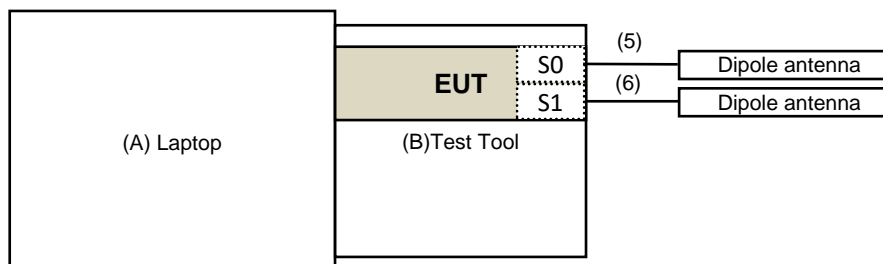 (5)
S0
Dipole antenna
EUT
(6)
S1
Dipole antenna
(A) Laptop
(B)Test Tool